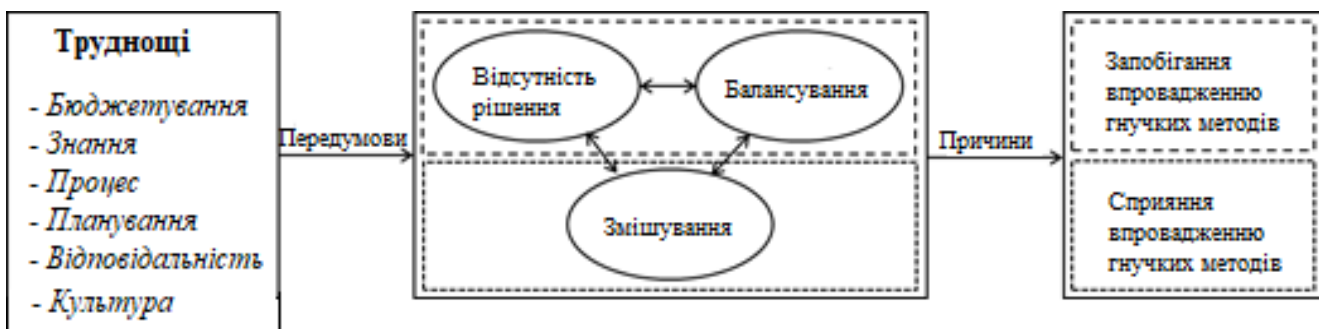 Труднощі
- Бюджетування
- Знання
- Процес
- Планування
- Відповідальність
- Культура
Передумови
Відсутність
рішення
Балансування
Змішування
Причини
Запобігання
впровадженню
гнучких методів
Сприяння
впровадженню
гнучких методів